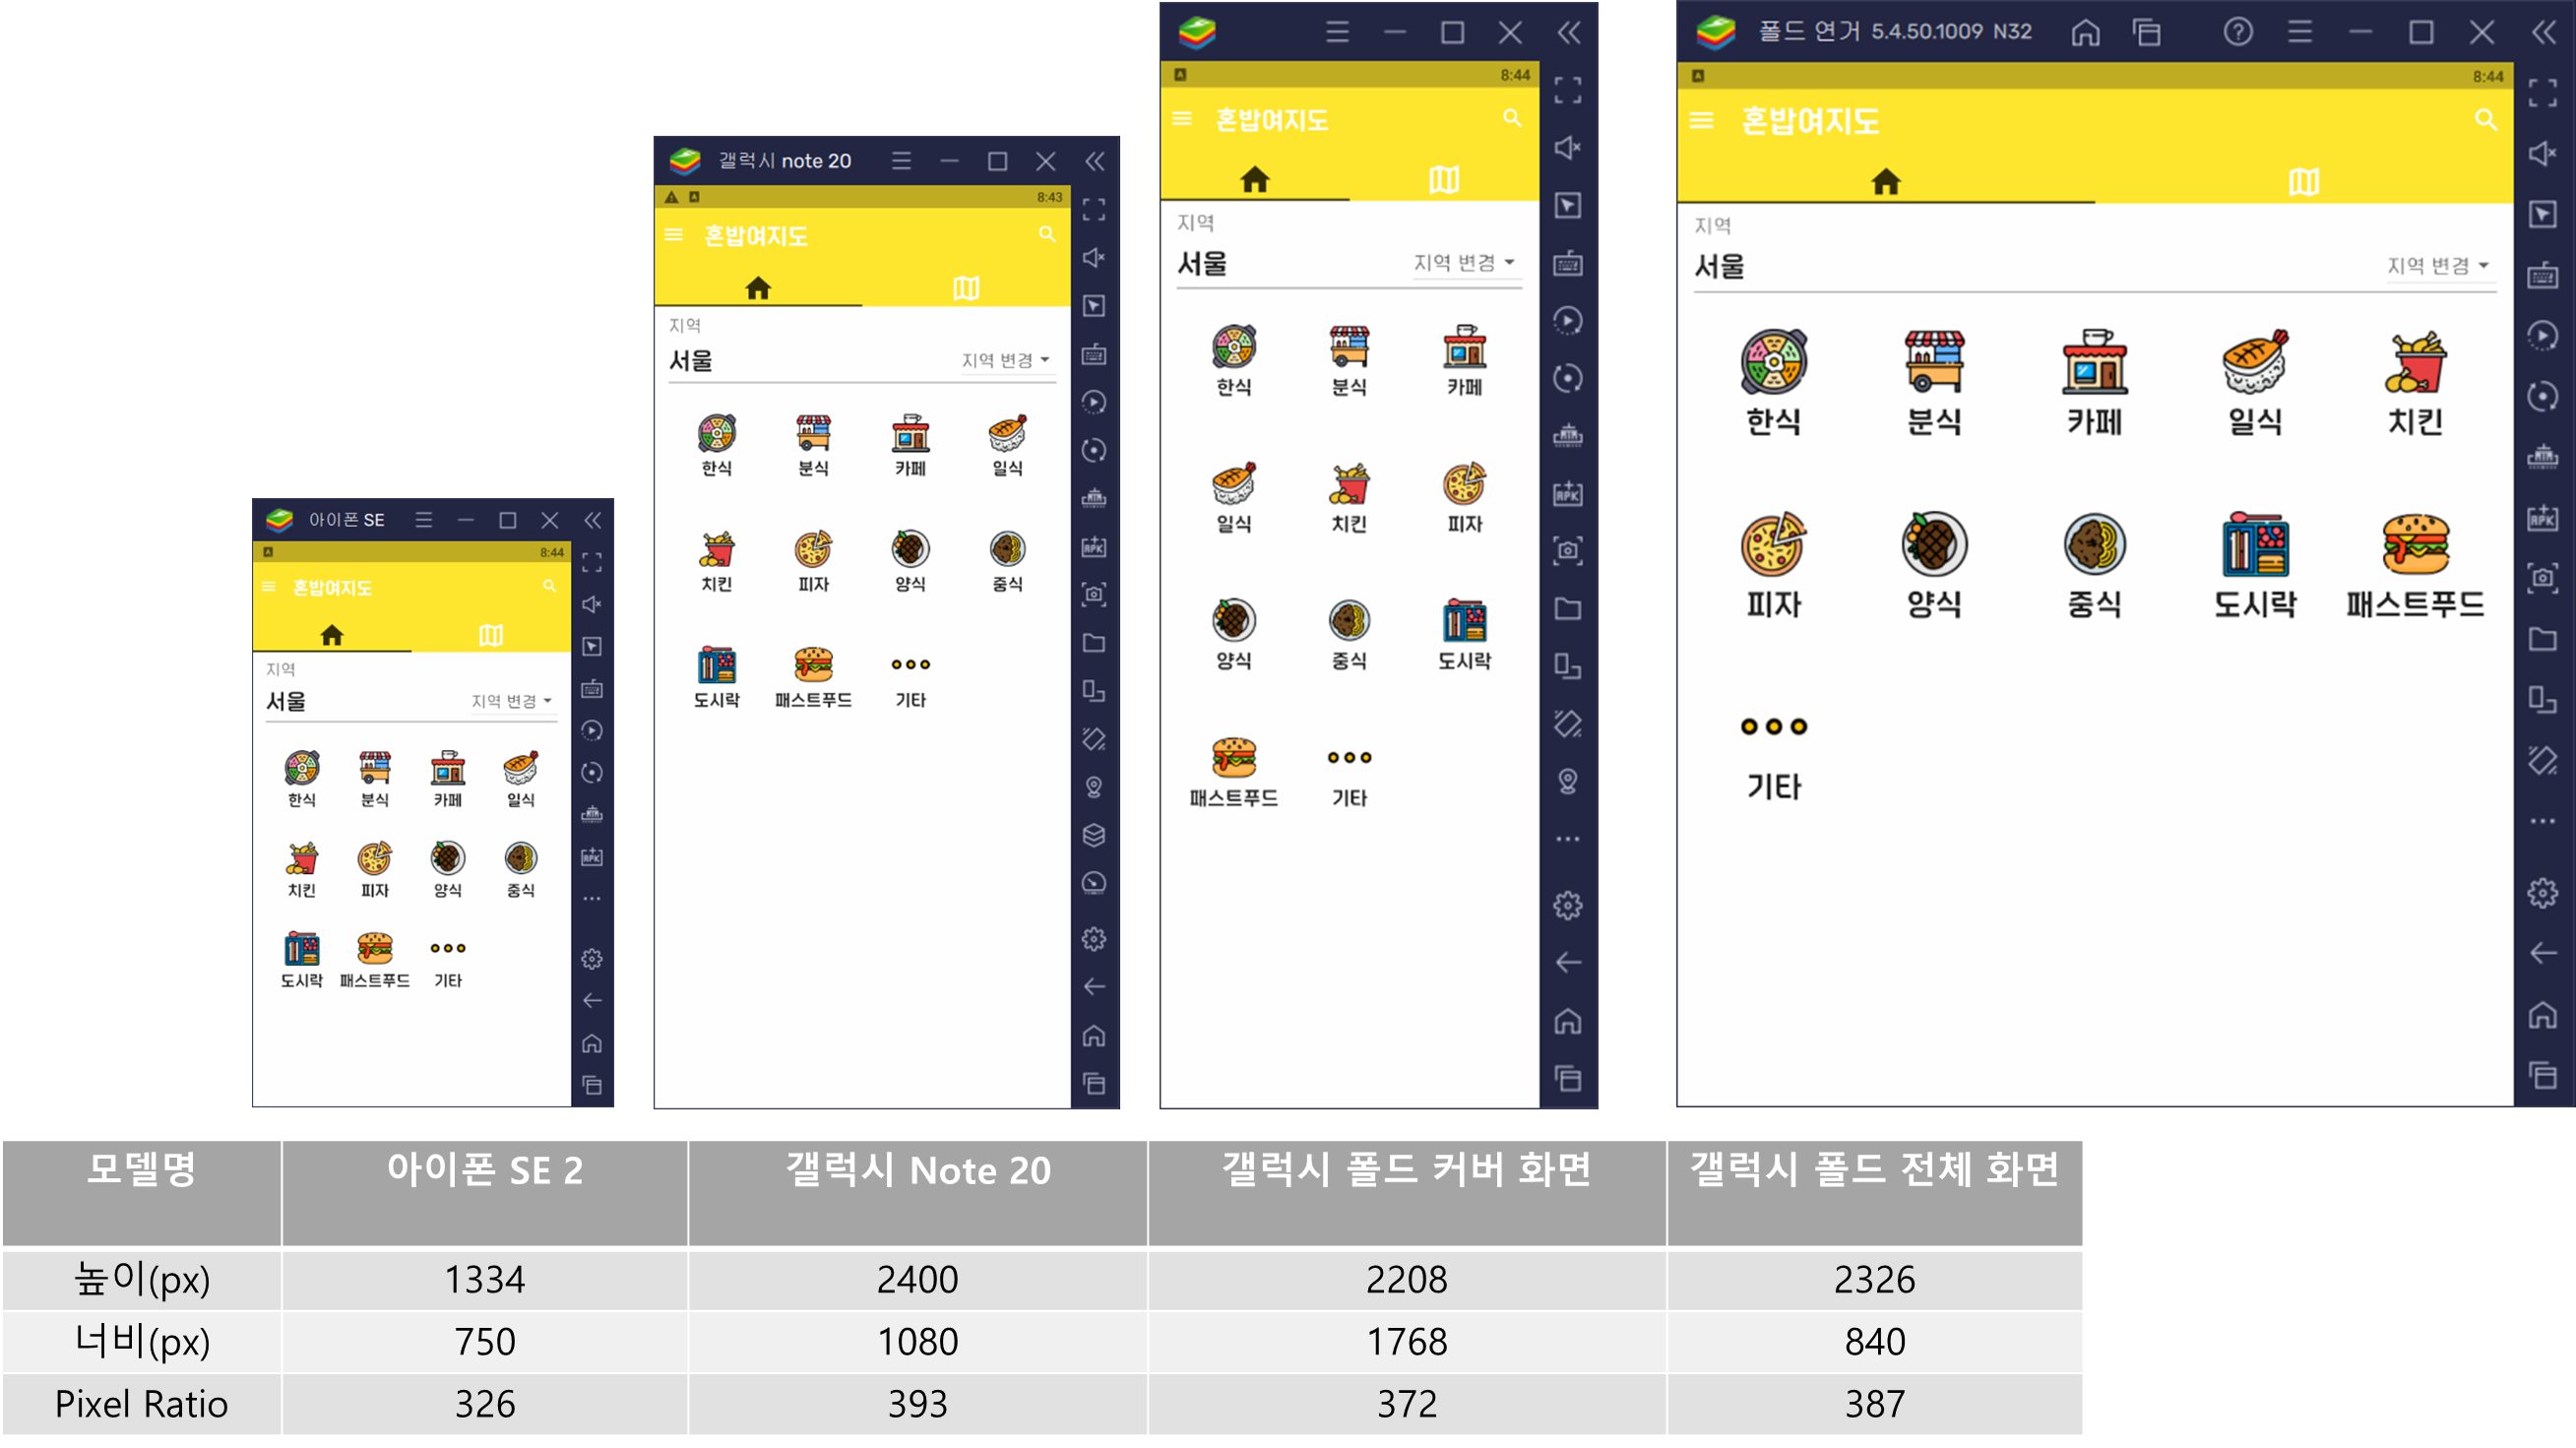 아이폰 SE
8:44
혼밥여지도
지역
서울
지역 변경
한식 분식 카페 일식
치킨 피자 양식 중식
도시락 패스트푸드 기타
갤럭시 note 20
8:43
혼밥여지도
지역
서울
지역 변경
한식 분식 카페 일식
치킨 피자 양식 중식
도시락 패스트푸드 기타
8:44
혼밥여지도
지역
서울
지역 변경
한식 분식 카페
일식 치킨 피자
양식 중식 도시락
패스트푸드 기타
폴드 연거 5.4.50.1009 N32
8:44
혼밥여지도
지역
서울
지역 변경
한식 분식 카페 일식 치킨
피자 양식 중식 도시락 패스트푸드
기타
모델명 아이폰 SE 2 갤럭시 Note 20 갤럭시 폴드 커버 화면 갤럭시 폴드 전체 화면
높이(px) 1334 2400 2208 2326
너비(px) 750 1080 1768 840
Pixel Ratio 326 393 372 387